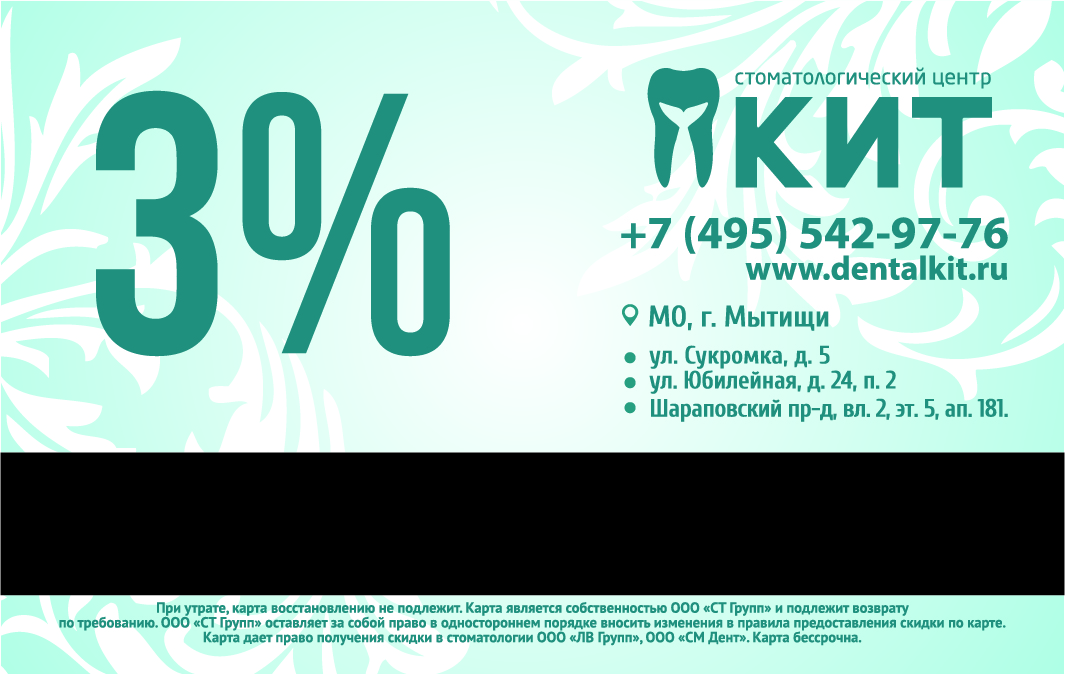 3%
стоматологический центр
КИТ
+7 (495) 542-97-76
www.dentalkit.ru
МО, г. Мытищи
• ул. Сукромка, д. 5
• ул. Юбилейная, д. 24, п. 2
• Шараповский пр-д, вл. 2, эт. 5, ап. 181.
При утрате, карта восстановлению не подлежит. Карта является собственностью ООО «СТ Групп» и подлежит возврату
по требованию. ООО «СТ Групп» оставляет за собой право в одностороннем порядке вносить изменения в правила предоставления скидки по карте.
Карта дает право получения скидки в стоматологии ООО «ЛВ Групп», ООО «СМ Дент». Карта бессрочна.